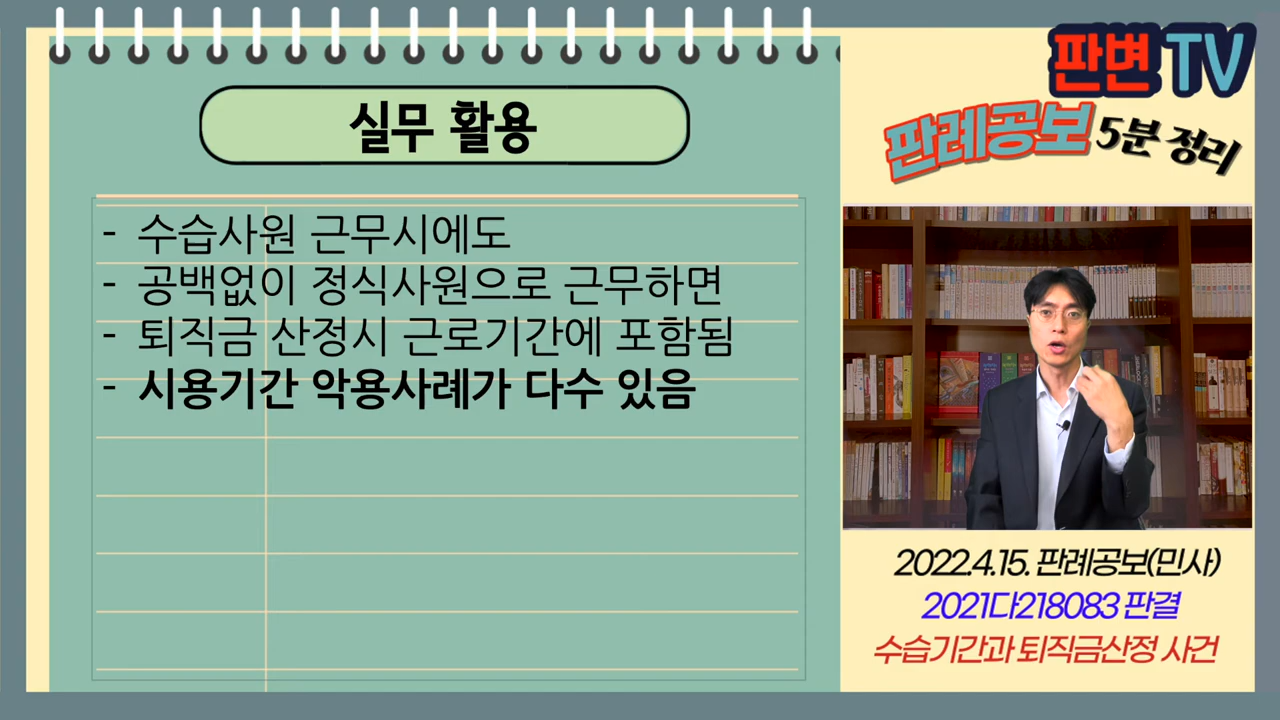 실무 활용
- 수습사원 근무시에도
- 공백없이 정식사원으로 근무하면
- 퇴직금 산정시 근로기간에 포함됨
- 시용기간 악용사례가 다수 있음
판변 TV
판례공보 5분 정리
2022.4.15. 판례공보(민사)
2021다218083 판결
수습기간과 퇴직금산정 사건